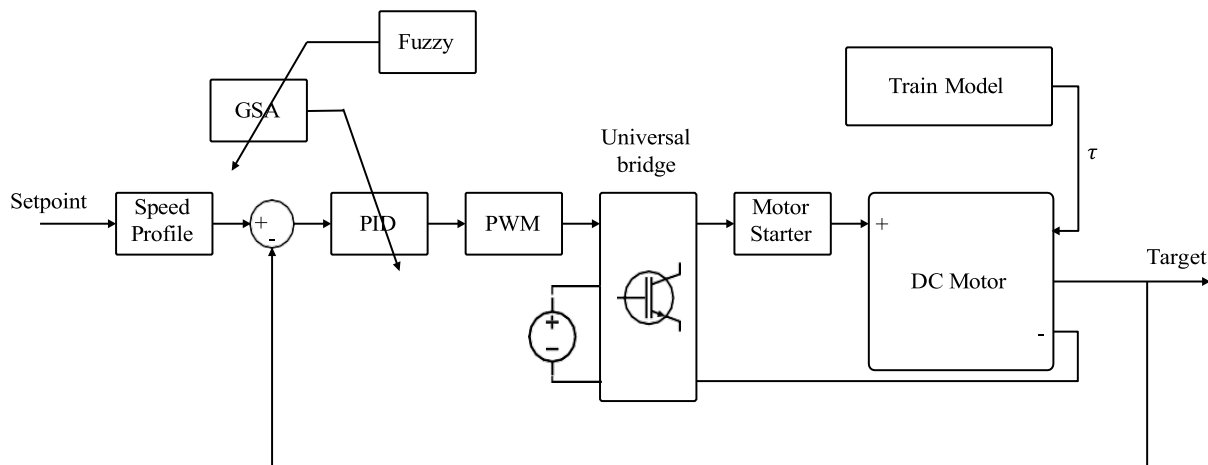 Fuzzy
GSA
Train Model
Universal
bridge
τ
Setpoint
Speed
Profile
+
-
PID
PWM
Motor
Starter
+
DC Motor
-
Target
+
−